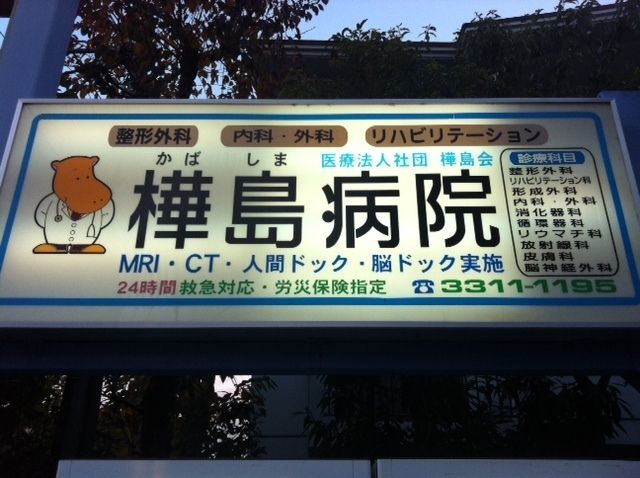 整形外科 内科・外科 リハビリテーション
かば しま 医療法人社団 樺島会
樺島病院
MRI・CT・人間ドック・脳ドック実施
24時間救急対応・労災保険指定 ☎3311-1195
診療科目
整形外科
リハビリテーション科
形成外科
内科・外科
消化器科
循環器科
リウマチ科
放射線科
皮膚科
脳神経外科